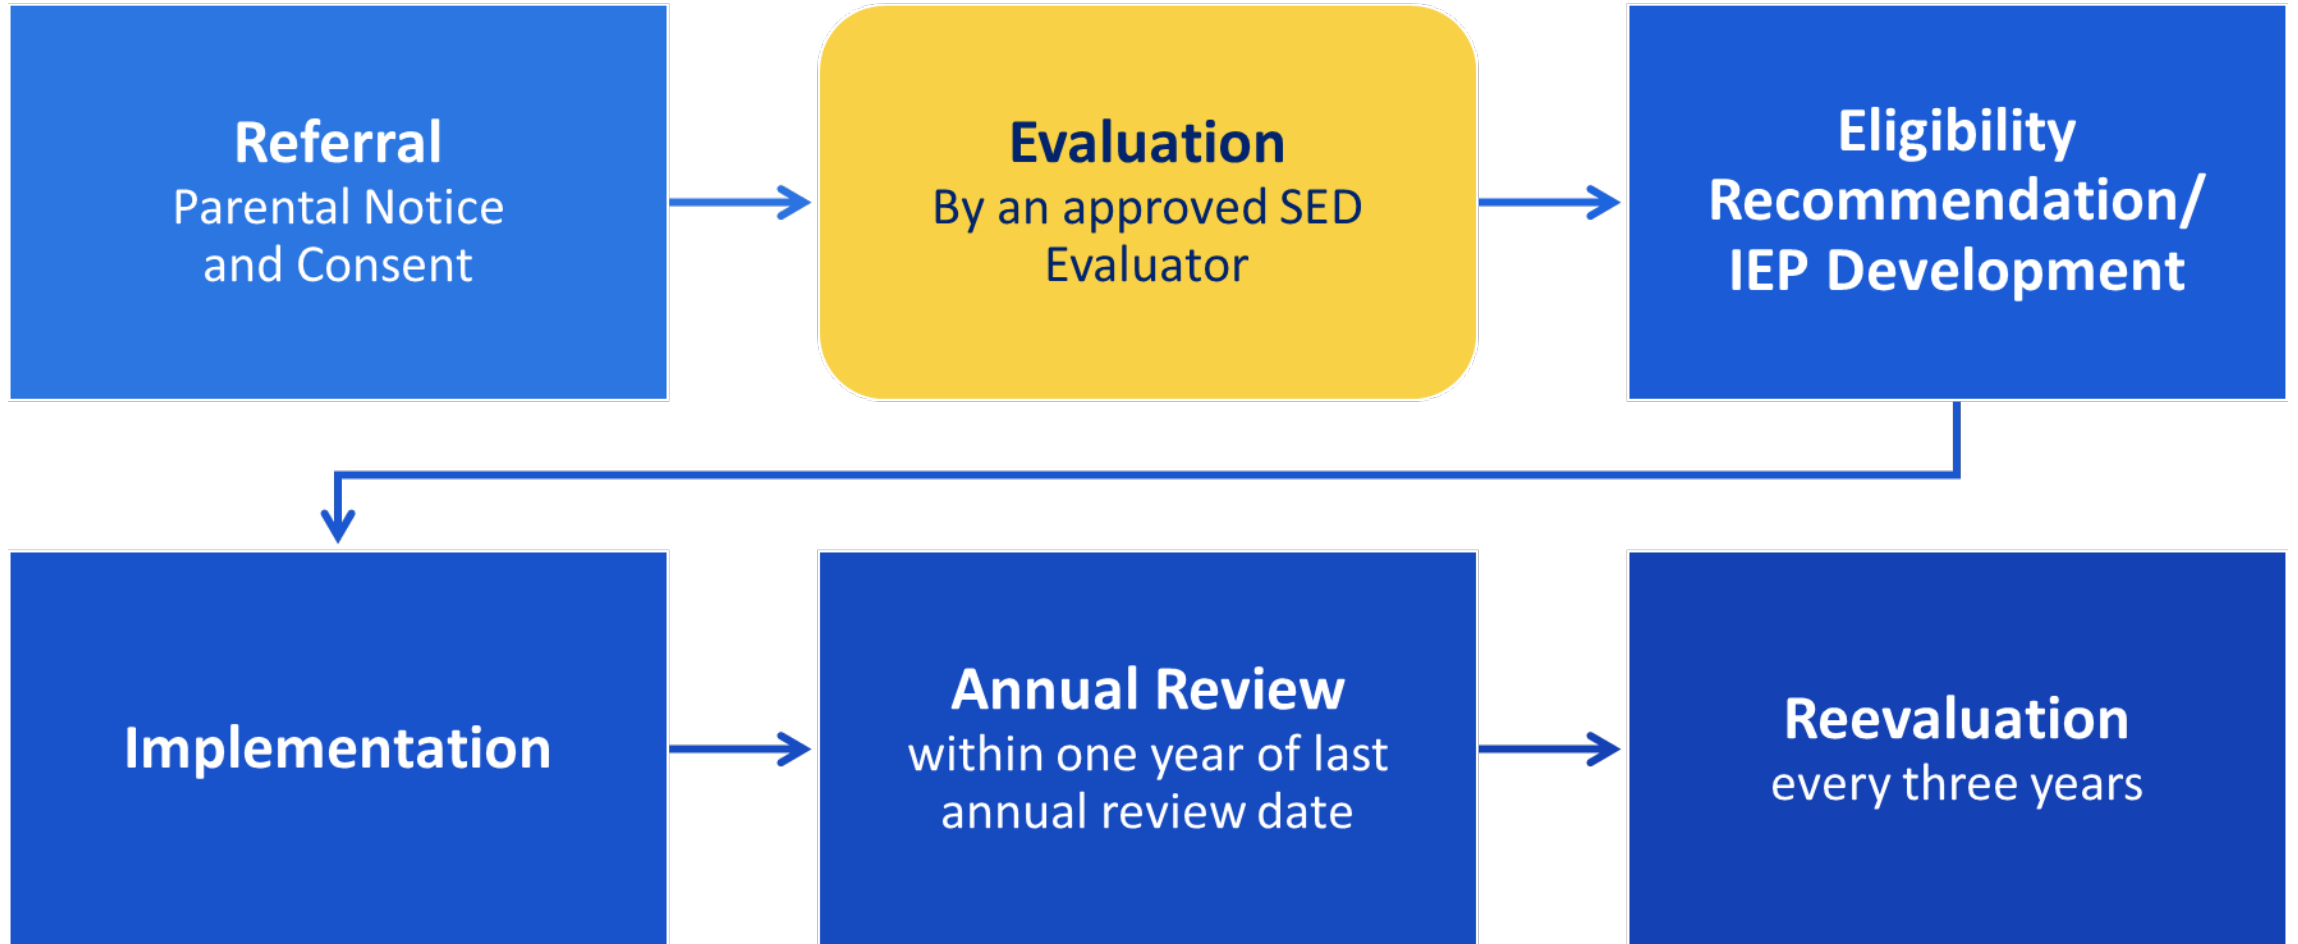 Referral
Parental Notice
and Consent
Evaluation
By an approved SED
Evaluator
Eligibility
Recommendation/
IEP Development
Implementation
Annual Review
within one year of last
annual review date
Reevaluation
every three years